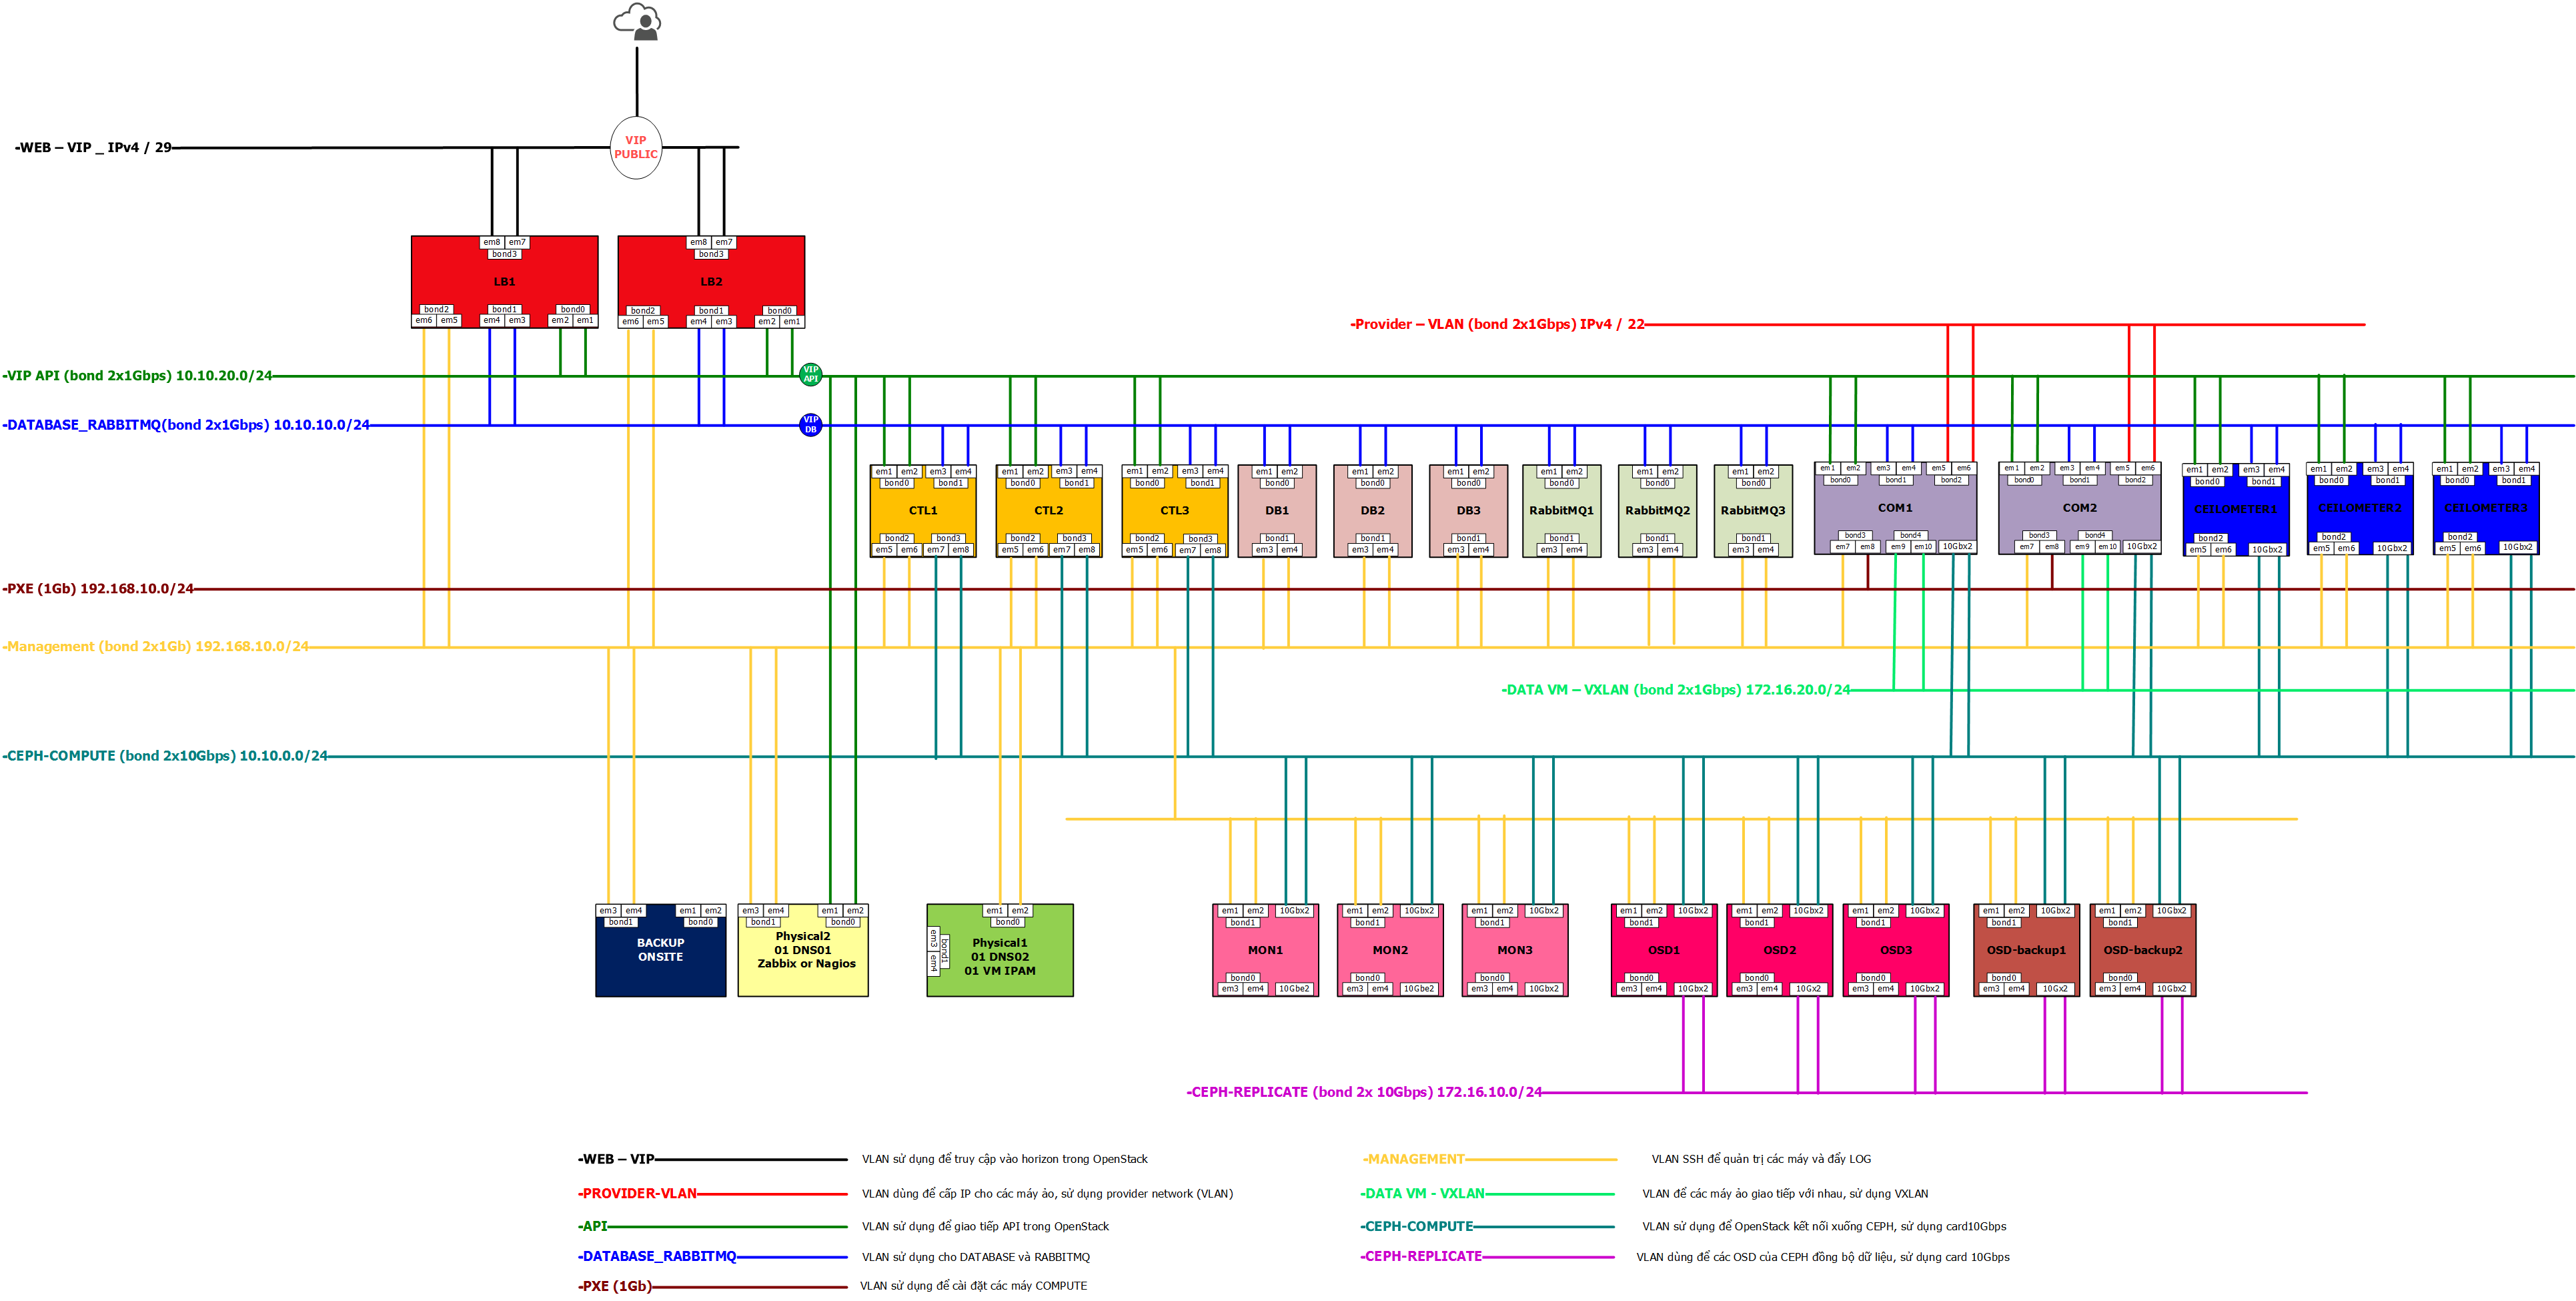 VIP
PUBLIC
-WEB – VIP _ IPv4 / 29
em8 em7 em8 em7
bond3 bond3
LB1 LB2
bond2 bond1 bond0 bond2 bond1 bond0
em6 em5 em4 em3 em2 em1 em6 em5 em4 em3 em2 em1
-Provider – VLAN (bond 2x1Gbps) IPv4 / 22
-VIP API (bond 2x1Gbps) 10.10.20.0/24
VIP
API
-DATABASE_RABBITMQ(bond 2x1Gbps) 10.10.10.0/24
VIP
DB
em1 em2 em3 em4
bond0 bond1
CTL1
bond2 bond3
em5 em6 em7 em8
em1 em2 em3 em4
bond0 bond1
CTL2
bond2 bond3
em5 em6 em7 em8
em1 em2 em3 em4
bond0 bond1
CTL3
bond2 bond3
em5 em6 em7 em8
em1 em2
bond0
DB1
bond1
em3 em4
em1 em2
bond0
DB2
bond1
em3 em4
em1 em2
bond0
DB3
bond1
em3 em4
em1 em2
bond0
RabbitMQ1
bond1
em3 em4
em1 em2
bond0
RabbitMQ2
bond1
em3 em4
em1 em2
bond0
RabbitMQ3
bond1
em3 em4
em1 em2 em3 em4 em5 em6
bond0 bond1 bond2
COM1
bond3 bond4
em7 em8 em9 em10 10Gbx2
em1 em2 em3 em4 em5 em6
bond0 bond1 bond2
COM2
bond3 bond4
em7 em8 em9 em10 10Gbx2
em1 em2 em3 em4
bond0 bond1
CEILOMETER1
bond2
em5 em6 10Gbx2
em1 em2 em3 em4
bond0 bond1
CEILOMETER2
bond2
em5 em6 10Gbx2
em1 em2 em3 em4
bond0 bond1
CEILOMETER3
bond2
em5 em6 10Gbx2
-PXE (1Gb) 192.168.10.0/24
-Management (bond 2x1Gb) 192.168.10.0/24
-DATA VM – VXLAN (bond 2x1Gbps) 172.16.20.0/24
-CEPH-COMPUTE (bond 2x10Gbps) 10.10.0.0/24
em3 em4 em1 em2
bond1 bond0
BACKUP
ONSITE
em3 em4 em1 em2
bond1 bond0
Physical2
01 DNS01
Zabbix or Nagios
em1 em2
bond0
em3 em4
bond1
Physical1
01 DNS02
01 VM IPAM
em1 em2 10Gbx2
bond1
MON1
bond0
em3 em4 10Gbe2
em1 em2 10Gbx2
bond1
MON2
bond0
em3 em4 10Gbe2
em1 em2 10Gbx2
bond1
MON3
bond0
em3 em4 10Gbx2
em1 em2 10Gbx2
bond1
OSD1
bond0
em3 em4 10Gbx2
em1 em2 10Gbx2
bond1
OSD2
bond0
em3 em4 10Gx2
em1 em2 10Gbx2
bond1
OSD3
bond0
em3 em4 10Gbx2
em1 em2 10Gbx2
bond1
OSD-backup1
bond0
em3 em4 10Gx2
em1 em2 10Gbx2
bond1
OSD-backup2
bond0
em3 em4 10Gbx2
-CEPH-REPLICATE (bond 2x 10Gbps) 172.16.10.0/24
-WEB – VIP VLAN sử dụng để truy cập vào horizon trong OpenStack
-PROVIDER-VLAN VLAN dùng để cấp IP cho các máy ảo, sử dụng provider network (VLAN)
-API VLAN sử dụng để giao tiếp API trong OpenStack
-DATABASE_RABBITMQ VLAN sử dụng cho DATABASE và RABBITMQ
-PXE (1Gb) VLAN sử dụng để cài đặt các máy COMPUTE
-MANAGEMENT VLAN SSH để quản trị các máy và đẩy LOG
-DATA VM - VXLAN VLAN để các máy ảo giao tiếp với nhau, sử dụng VXLAN
-CEPH-COMPUTE VLAN sử dụng để OpenStack kết nối xuống CEPH, sử dụng card10Gbps
-CEPH-REPLICATE VLAN dùng để các OSD của CEPH đồng bộ dữ liệu, sử dụng card 10Gbps